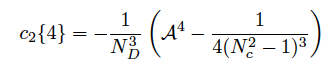 $c_2\{4\} = -\frac{1}{N_D^3}\left(\mathcal{A}^4 - \frac{1}{4(N_c^2-1)^3}\right)$